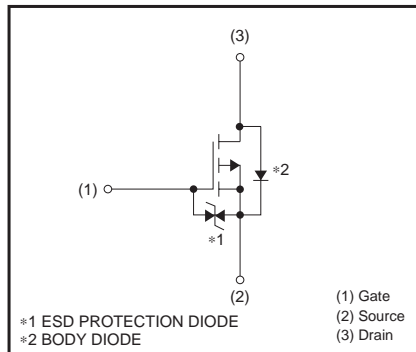 (3)
*2
(1)
*1
(2)
*1 ESD PROTECTION DIODE
*2 BODY DIODE
(1) Gate
(2) Source
(3) Drain